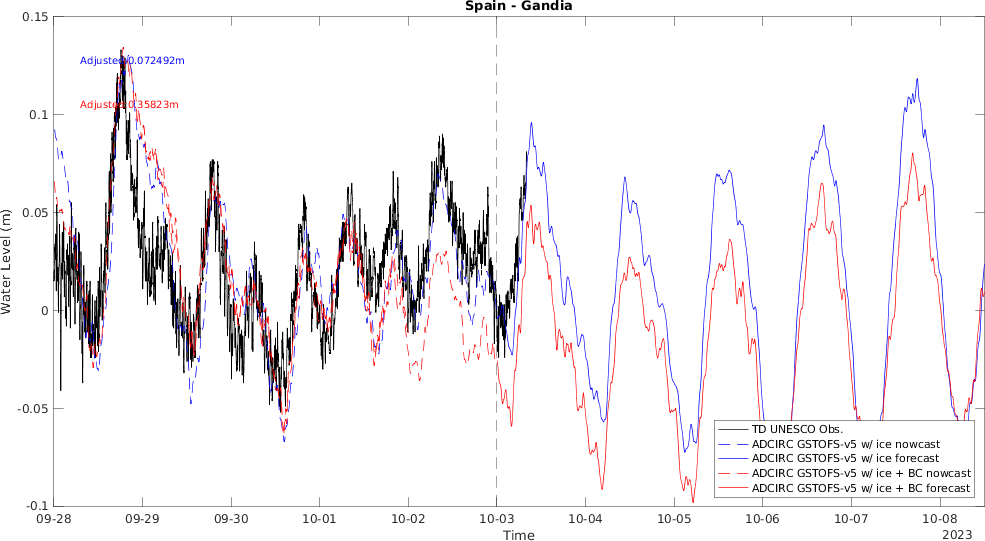 Spain - Gandia
Adjusted 0.072492m
Adjusted 0.35823m
Water Level (m)
0.15
0.1
0.05
0
-0.05
-0.1
09-28
09-29
09-30
10-01
10-02
10-03
10-04
10-05
10-06
10-07
10-08
2023
Time
TD UNESCO Obs.
ADCIRC GSTOFS-v5 w/ ice nowcast
ADCIRC GSTOFS-v5 w/ ice forecast
ADCIRC GSTOFS-v5 w/ ice + BC nowcast
ADCIRC GSTOFS-v5 w/ ice + BC forecast